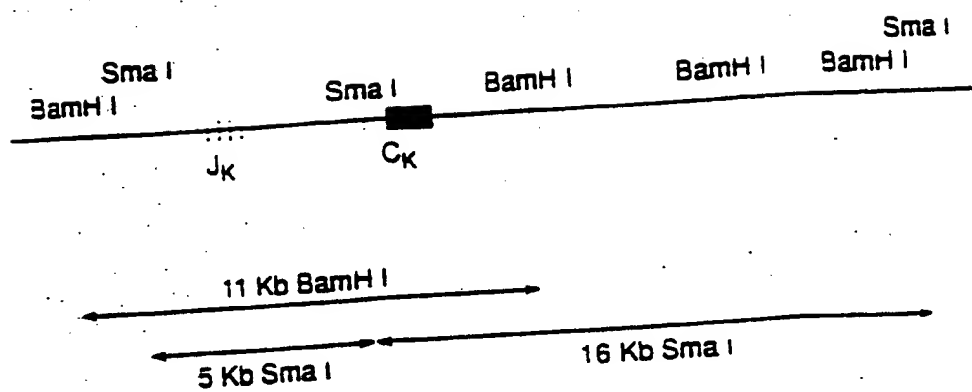 Sma I
Sma I
BamH I
Sma I
BamH I
BamH I
BamH I
JK
CK
11 Kb BamH I
5 Kb Sma I
16 Kb Sma I